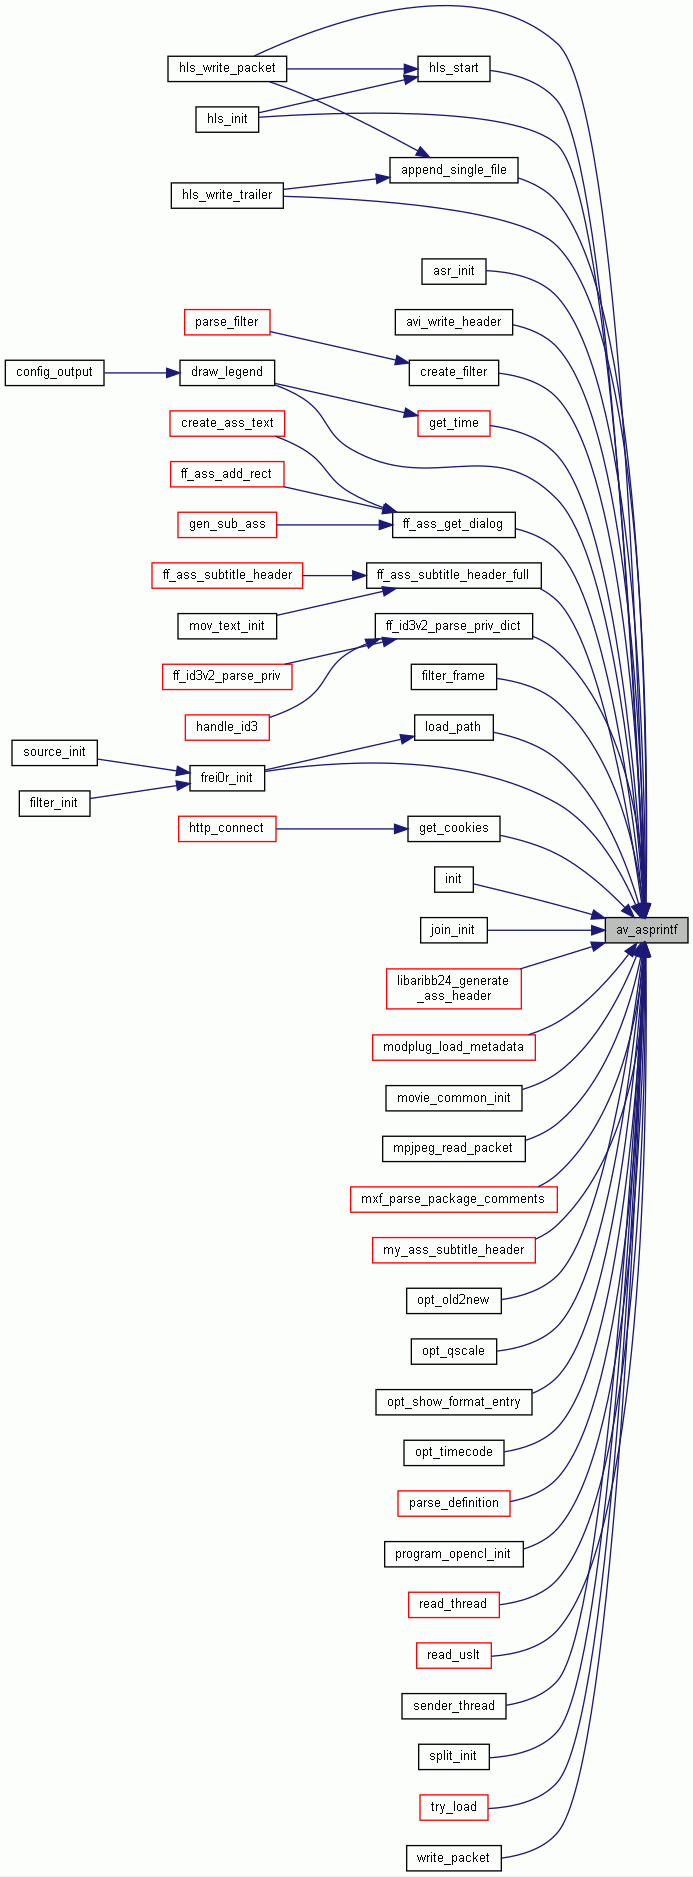 hls_write_packet
hls_start
hls_init
append_single_file
hls_write_trailer
asr_init
parse_filter
avi_write_header
config_output
draw_legend
create_filter
create_ass_text
get_time
ff_ass_add_rect
gen_sub_ass
ff_ass_get_dialog
ff_ass_subtitle_header
ff_ass_subtitle_header_full
mov_text_init
ff_id3v2_parse_priv_dict
ff_id3v2_parse_priv
filter_frame
handle_id3
load_path
source_init
frei0r_init
filter_init
http_connect
get_cookies
init
join_init
av_asprintf
libaribb24_generate
_ass_header
modplug_load_metadata
movie_common_init
mpjpeg_read_packet
mxf_parse_package_comments
my_ass_subtitle_header
opt_old2new
opt_qscale
opt_show_format_entry
opt_timecode
parse_definition
program_opencl_init
read_thread
read_uslt
sender_thread
split_init
try_load
write_packet